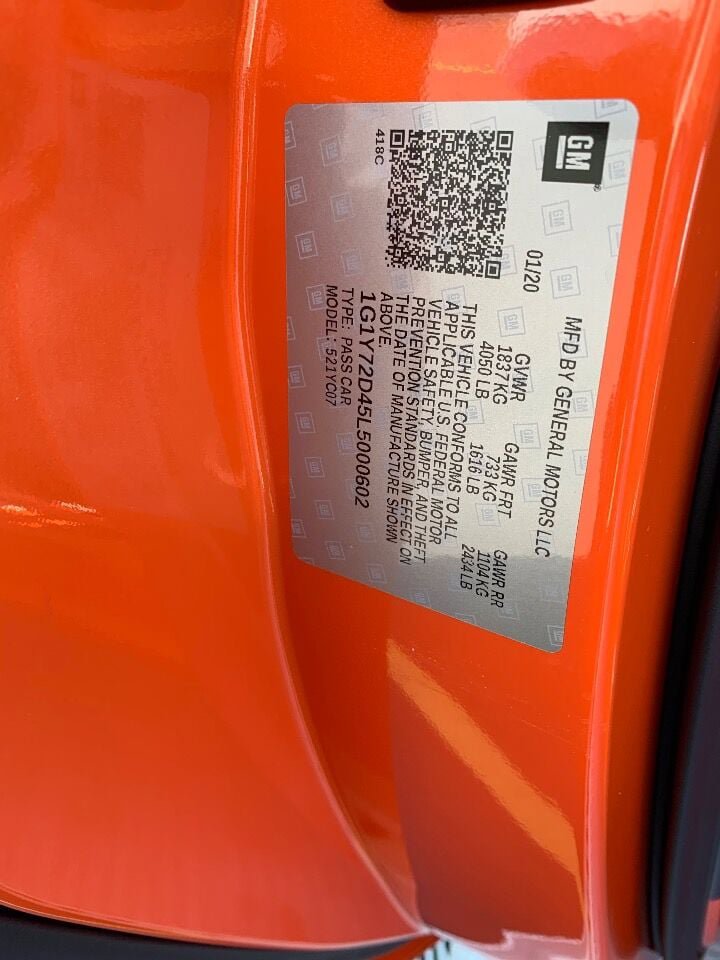 GM
MFD BY GENERAL MOTORS LLC
01/20
GVWR GAWR FRT GAWR RR
1837 KG 733 KG 1104 KG
4050 LB 1616 LB 2434 LB
THIS VEHICLE CONFORMS TO ALL
APPLICABLE U.S. FEDERAL MOTOR
VEHICLE SAFETY, BUMPER, AND THEFT
PREVENTION STANDARDS IN EFFECT ON
THE DATE OF MANUFACTURE SHOWN
ABOVE.
1G1Y72D45L5000602
TYPE: PASS CAR
MODEL: 521YC07
418C